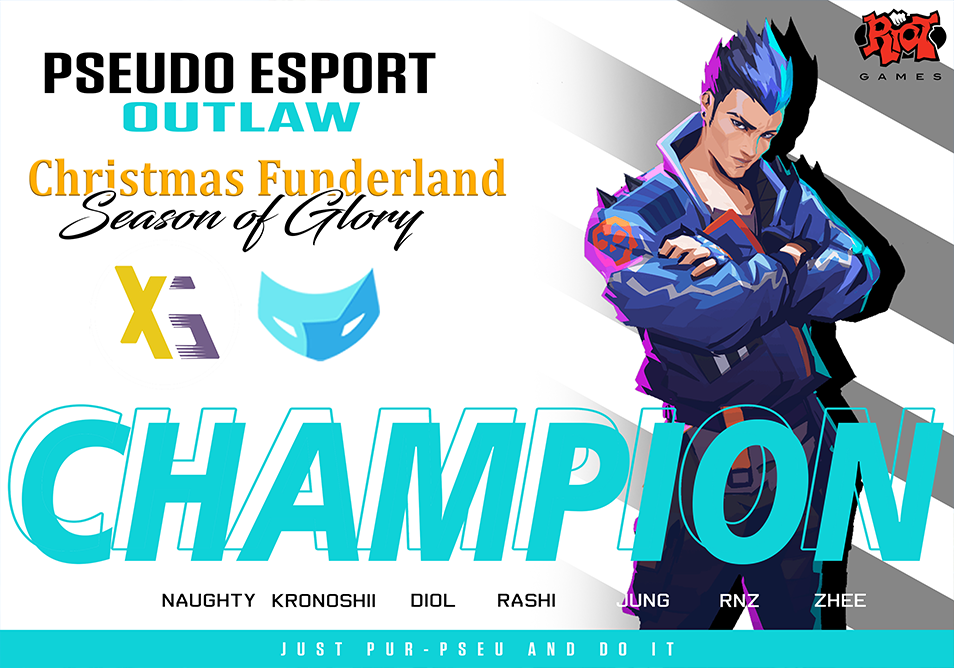 PSEUDO ESPORT
OUTLAW
RIOT
GAMES
Christmas Funderland
Season of Glory
XS
CHAMPION
NAUGHTY KRONOSHII DIOL RASHI JUNG RNZ ZHEE
JUST PUR-PSEU AND DO IT